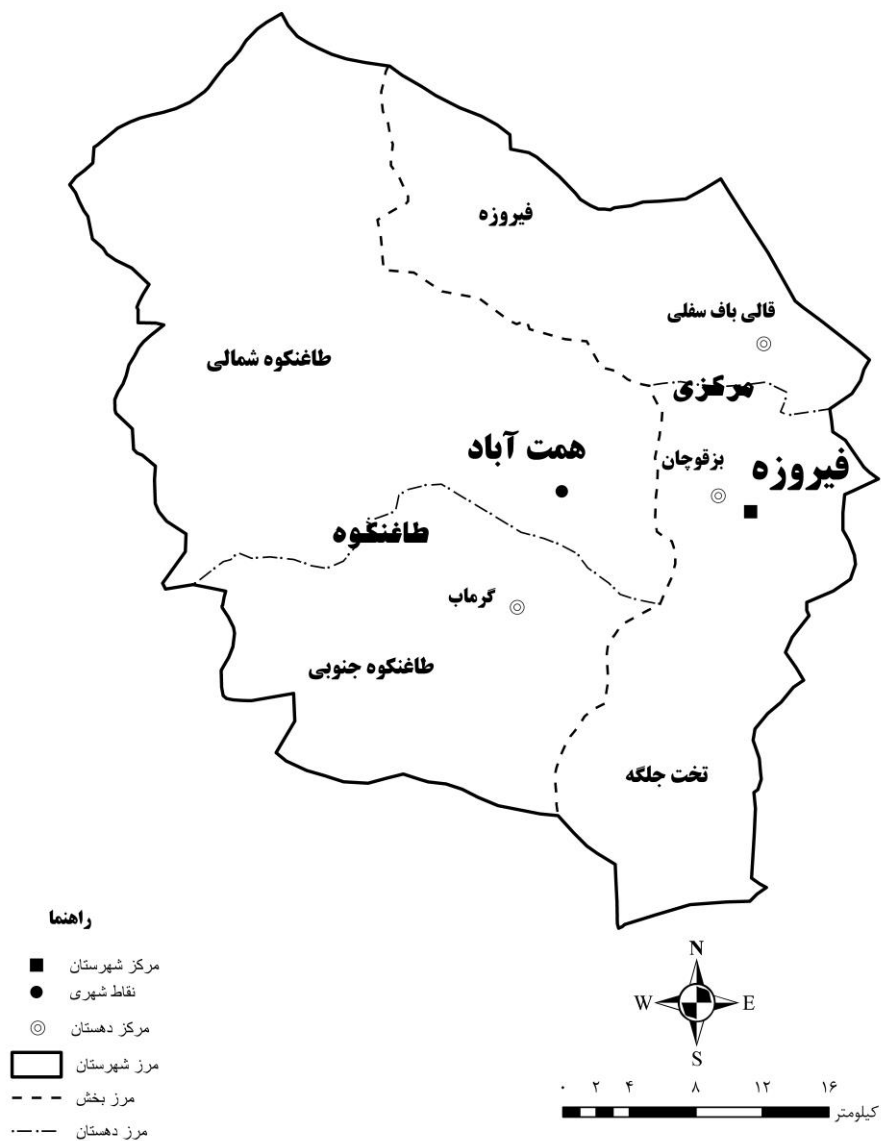 فیروزه
قالی باف سفلی
طاغنکوه شمالی
مرکزی
همت آباد
بزقوچان
فیروزه
طاغنکوه
گرماب
طاغنکوه جنوبی
تخت جلگه
راهنما
مرکز شهرستان
نقاط شهری
مرکز دهستان
مرز شهرستان
مرز بخش
مرز دهستان
N
W E
S
۰ ۲ ۴ ۸ ۱۲ ۱۶
کیلومتر